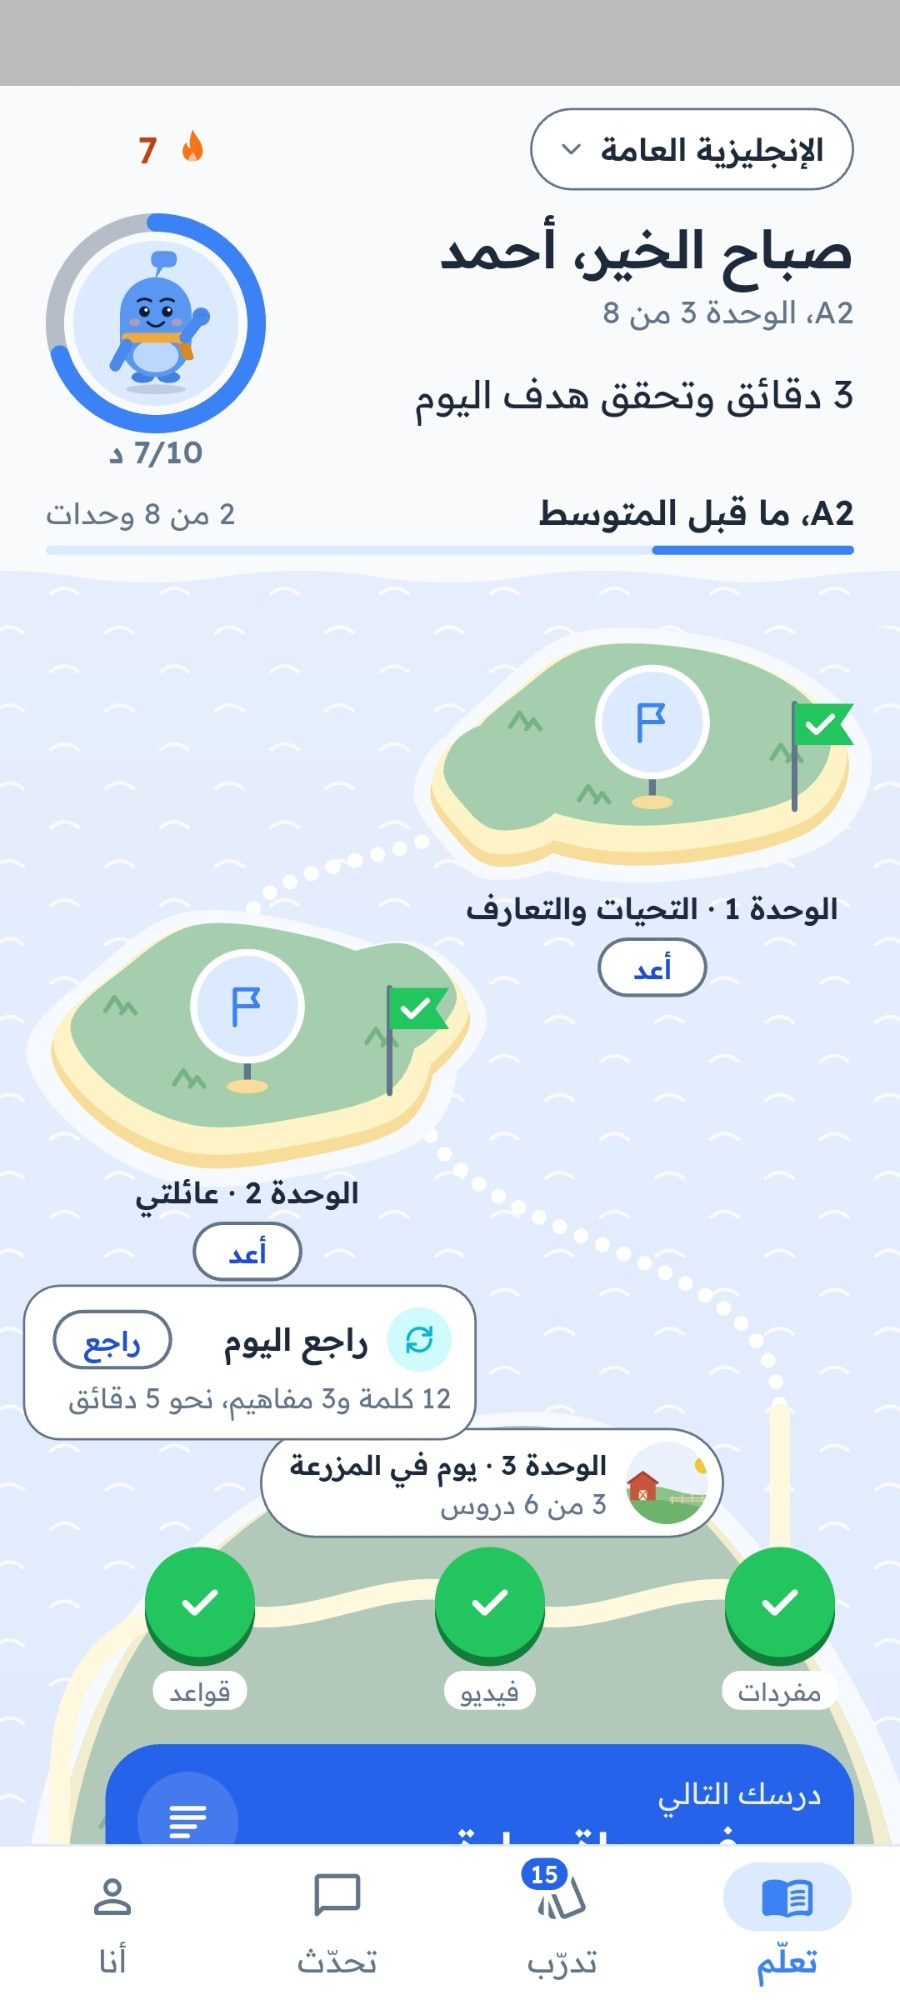 الإنجليزية العامة
7
صباح الخير، أحمد
A2، الوحدة 3 من 8
3 دقائق وتحقق هدف اليوم
7/10 د
A2، ما قبل المتوسط
2 من 8 وحدات
الوحدة 1 · التحيات والتعارف
أعد
الوحدة 2 · عائلتي
أعد
راجع اليوم
راجع
12 كلمة و3 مفاهيم، نحو 5 دقائق
الوحدة 3 · يوم في المزرعة
3 من 6 دروس
مفردات
فيديو
قواعد
درسك التالي
15
تعلّم
تدرّب
تحدّث
أنا